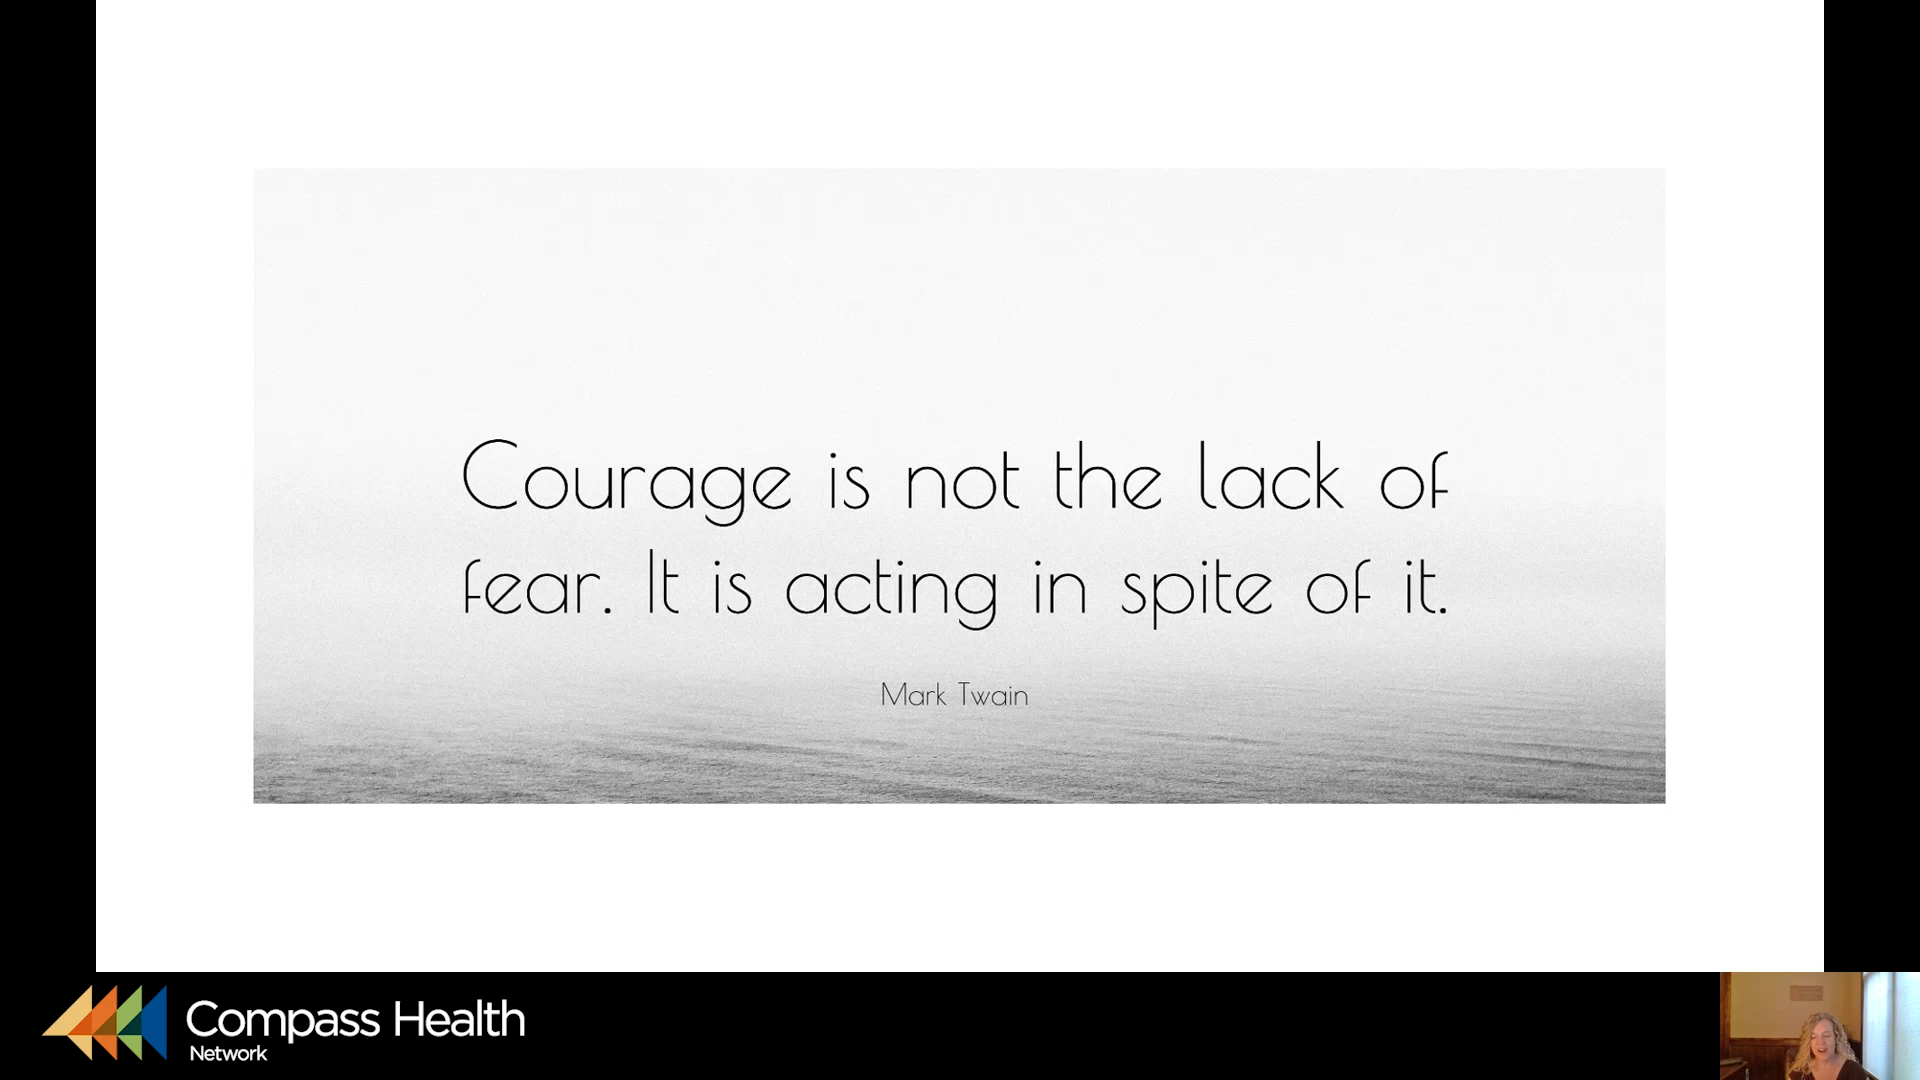 Courage is not the lack of
fear. It is acting in spite of it.
Mark Twain
Compass Health
Network